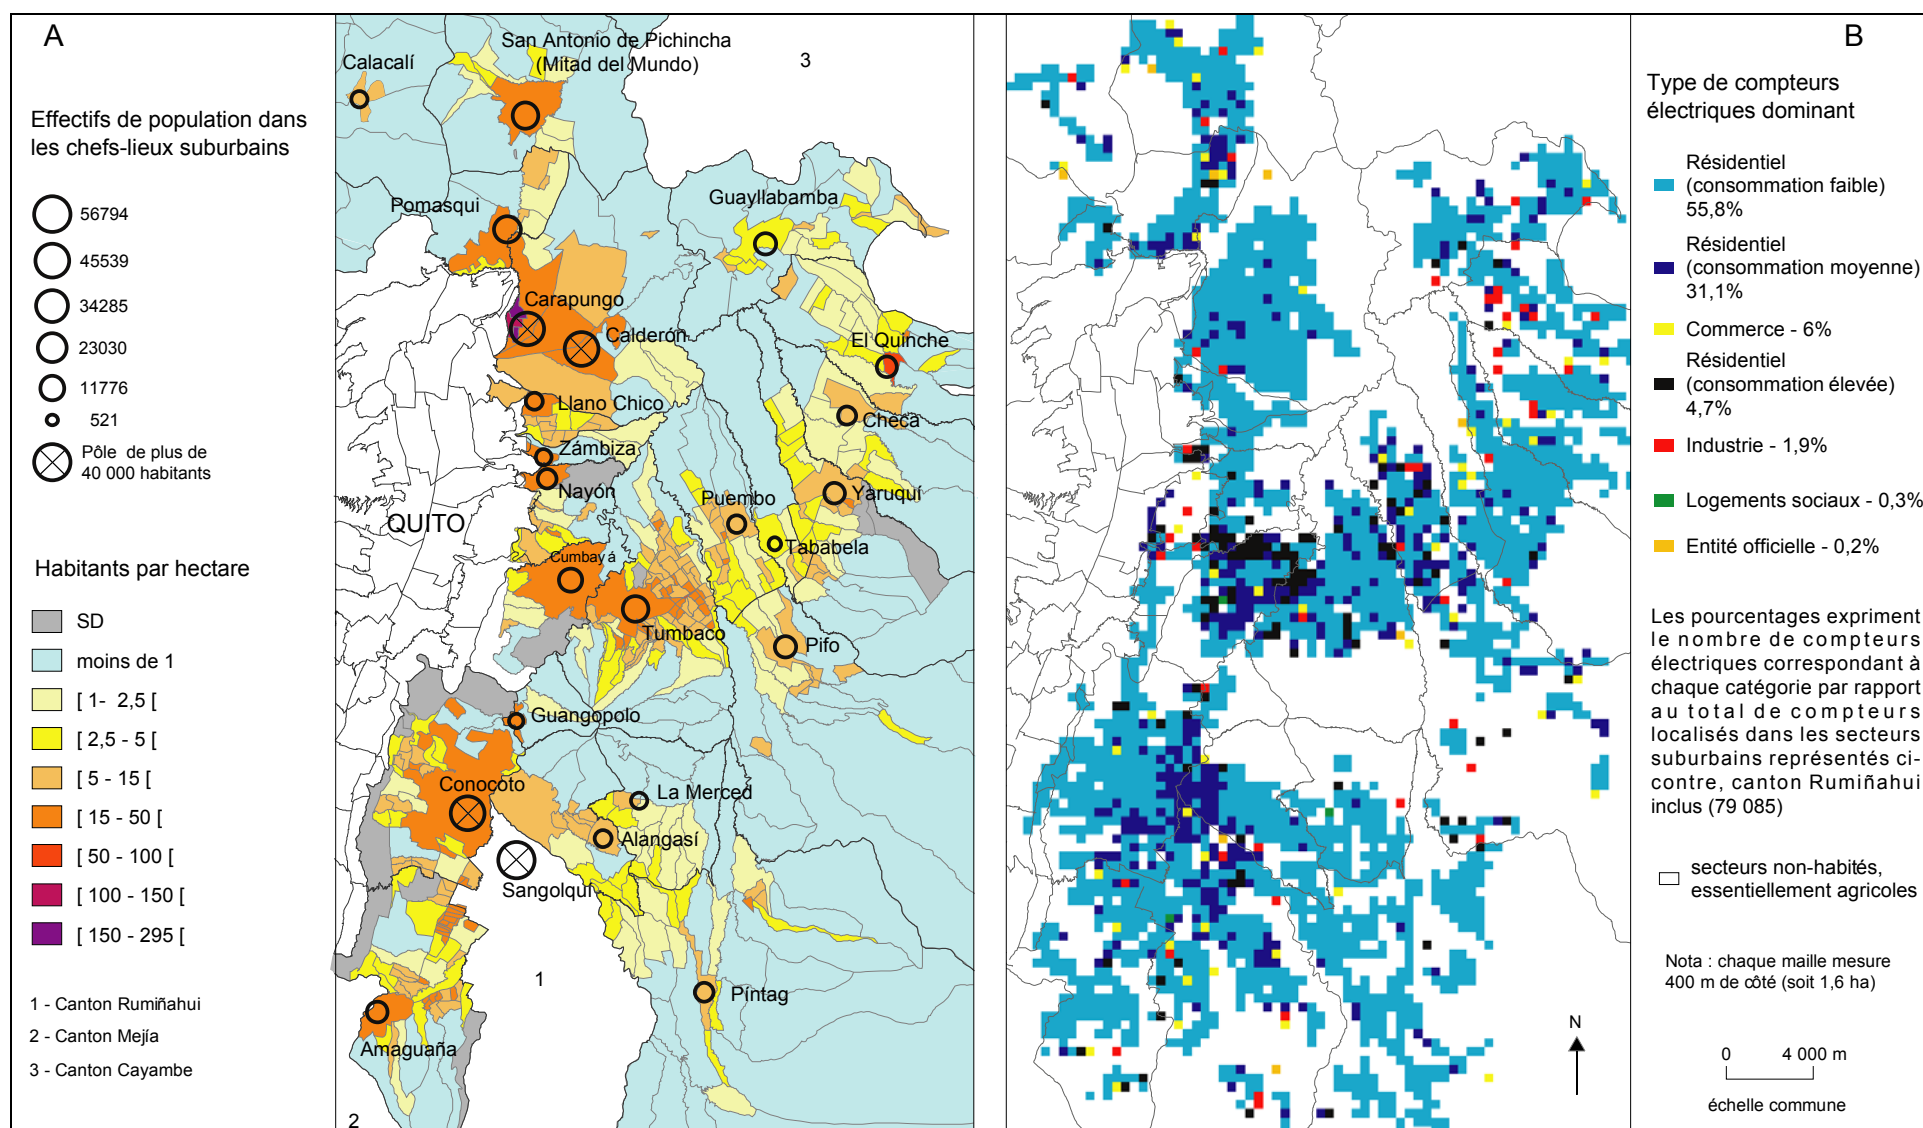 A
Effectifs de population dans
les chefs-lieux suburbains
56794
45539
34285
23030
11776
521
Pôle de plus de
40 000 habitants
Habitants par hectare
SD
moins de 1
[ 1- 2,5 [
[ 2,5 - 5 [
[ 5 - 15 [
[ 15 - 50 [
[ 50 - 100 [
[ 100 - 150 [
[ 150 - 295 [
1 - Canton Rumiñahui
2 - Canton Mejía
3 - Canton Cayambe
San Antonio de Pichincha
(Mitad del Mundo)
3
Calacalí
Pomasqui
Guayllabamba
Carapungo
Calderón
El Quinche
Llano Chico
Checa
Zámbiza
Nayón
Puembo
Yaruquí
QUITO
Tababela
Cumbay á
Tumbaco
Pifo
Guangopolo
Conocoto
La Merced
Alangasí
Sangolquí
1
Pintag
Amaguaña
2
B
Type de compteurs
électriques dominant
Résidentiel
(consommation faible)
55,8%
Résidentiel
(consommation moyenne)
31,1%
Commerce - 6%
Résidentiel
(consommation élevée)
4,7%
Industrie - 1,9%
Logements sociaux - 0,3%
Entité officielle - 0,2%
Les pourcentages expriment
le nombre de compteurs
électriques correspondant à
chaque catégorie par rapport
au total de compteurs
localisés dans les secteurs
suburbains représentés ci-
contre, canton Rumiñahui
inclus (79 085)
secteurs non-habités,
essentiellement agricoles
Nota : chaque maille mesure
400 m de côté (soit 1,6 ha)
N
0 4 000 m
échelle commune